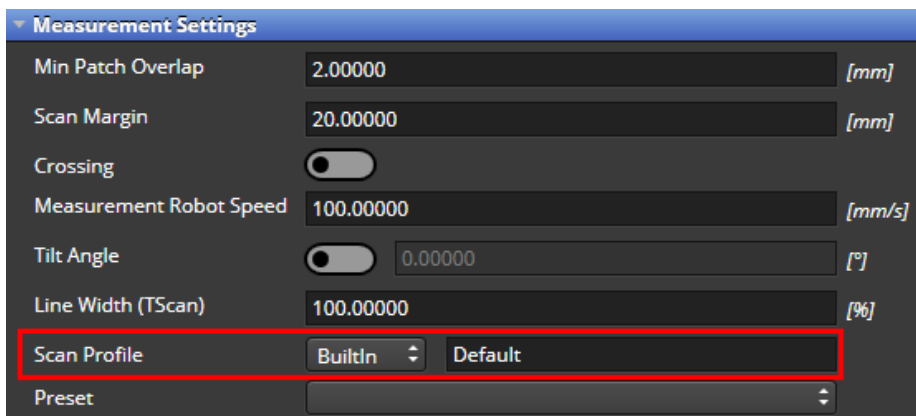 Measurement Settings
Min Patch Overlap 2.00000 [mm]
Scan Margin 20.00000 [mm]
Crossing
Measurement Robot Speed 100.00000 [mm/s]
Tilt Angle 0.00000 [°]
Line Width (TScan) 100.00000 [%]
Scan Profile BuiltIn Default
Preset